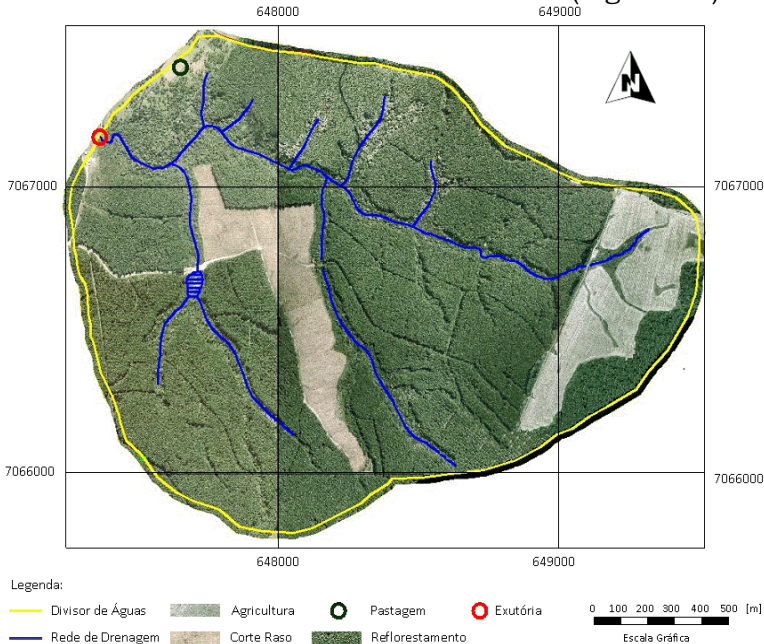 648000 649000
N
7067000 7067000
7066000 7066000
648000 649000
Legenda:
Divisor de Águas Agricultura Pastagem Exutória 0 100 200 300 400 500 [m]
Rede de Drenagem Corte Raso Reflorestamento Escala Gráfica